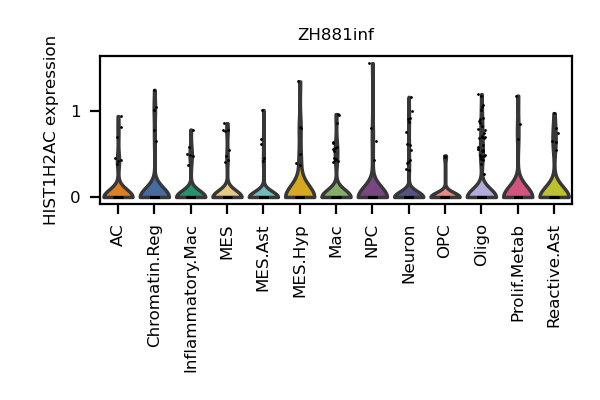 ZH881inf
HIST1H2AC expression
1
0
AC
Chromatin.Reg
Inflammatory.Mac
MES
MES.Ast
MES.Hyp
Mac
NPC
Neuron
OPC
Oligo
Prolif.Metab
Reactive.Ast